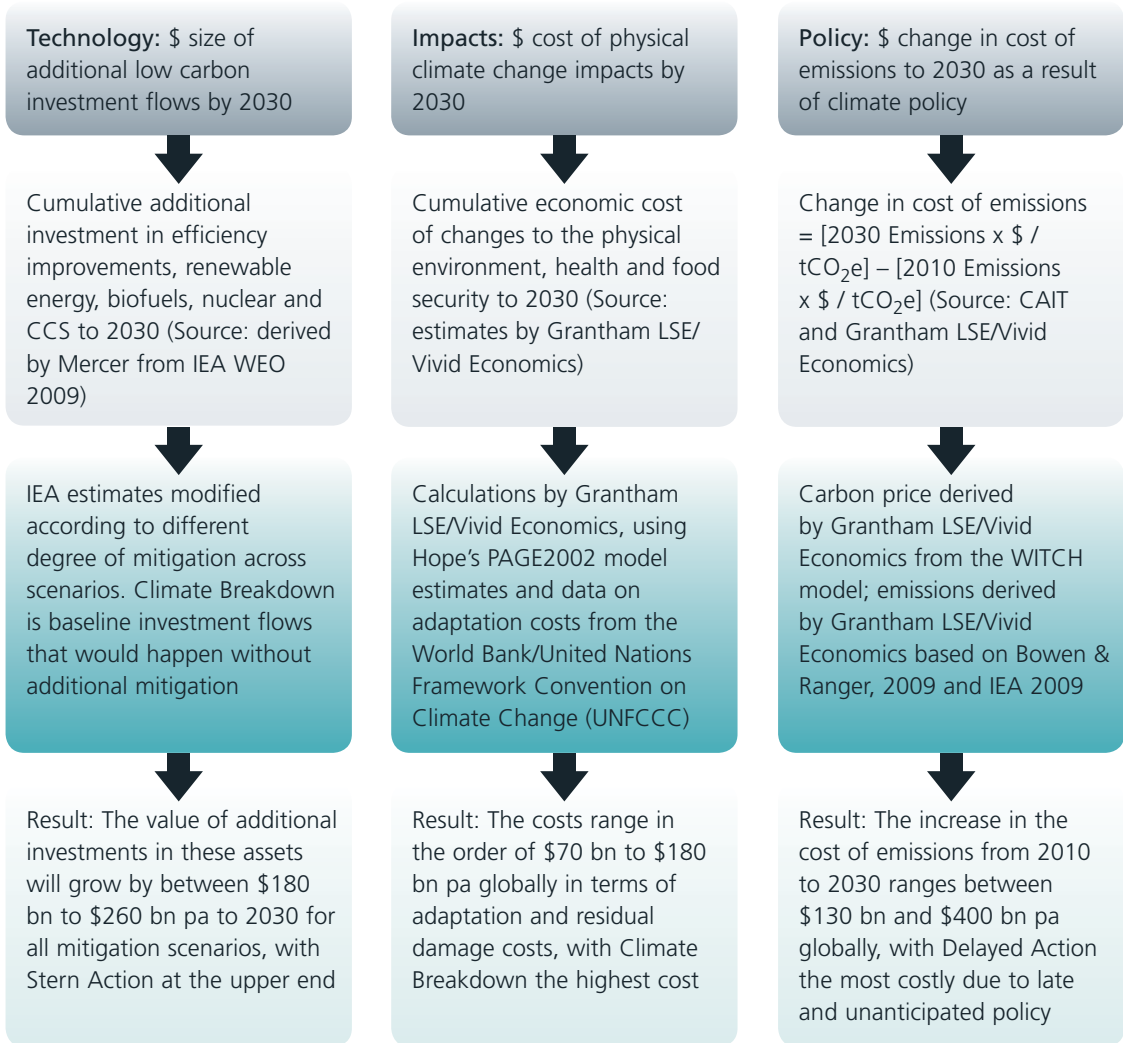 Technology: $ size of
additional low carbon
investment flows by 2030
Cumulative additional
investment in efficiency
improvements, renewable
energy, biofuels, nuclear and
CCS to 2030 (Source: derived
by Mercer from IEA WEO
2009)
IEA estimates modified
according to different
degree of mitigation across
scenarios. Climate Breakdown
is baseline investment flows
that would happen without
additional mitigation
Result: The value of additional
investments in these assets
will grow by between $180
bn to $260 bn pa to 2030 for
all mitigation scenarios, with
Stern Action at the upper end
Impacts: $ cost of physical
climate change impacts by
2030
Cumulative economic cost
of changes to the physical
environment, health and food
security to 2030 (Source:
estimates by Grantham LSE/
Vivid Economics)
Calculations by Grantham
LSE/Vivid Economics, using
Hope’s PAGE2002 model
estimates and data on
adaptation costs from the
World Bank/United Nations
Framework Convention on
Climate Change (UNFCCC)
Result: The costs range in
the order of $70 bn to $180
bn pa globally in terms of
adaptation and residual
damage costs, with Climate
Breakdown the highest cost
Policy: $ change in cost of
emissions to 2030 as a result
of climate policy
Change in cost of emissions
= [2030 Emissions x $ /
tCO₂e] – [2010 Emissions
x $ / tCO₂e] (Source: CAIT
and Grantham LSE/Vivid
Economics)
Carbon price derived
by Grantham LSE/Vivid
Economics from the WITCH
model; emissions derived
by Grantham LSE/Vivid
Economics based on Bowen &
Ranger, 2009 and IEA 2009
Result: The increase in the
cost of emissions from 2010
to 2030 ranges between
$130 bn and $400 bn pa
globally, with Delayed Action
the most costly due to late
and unanticipated policy